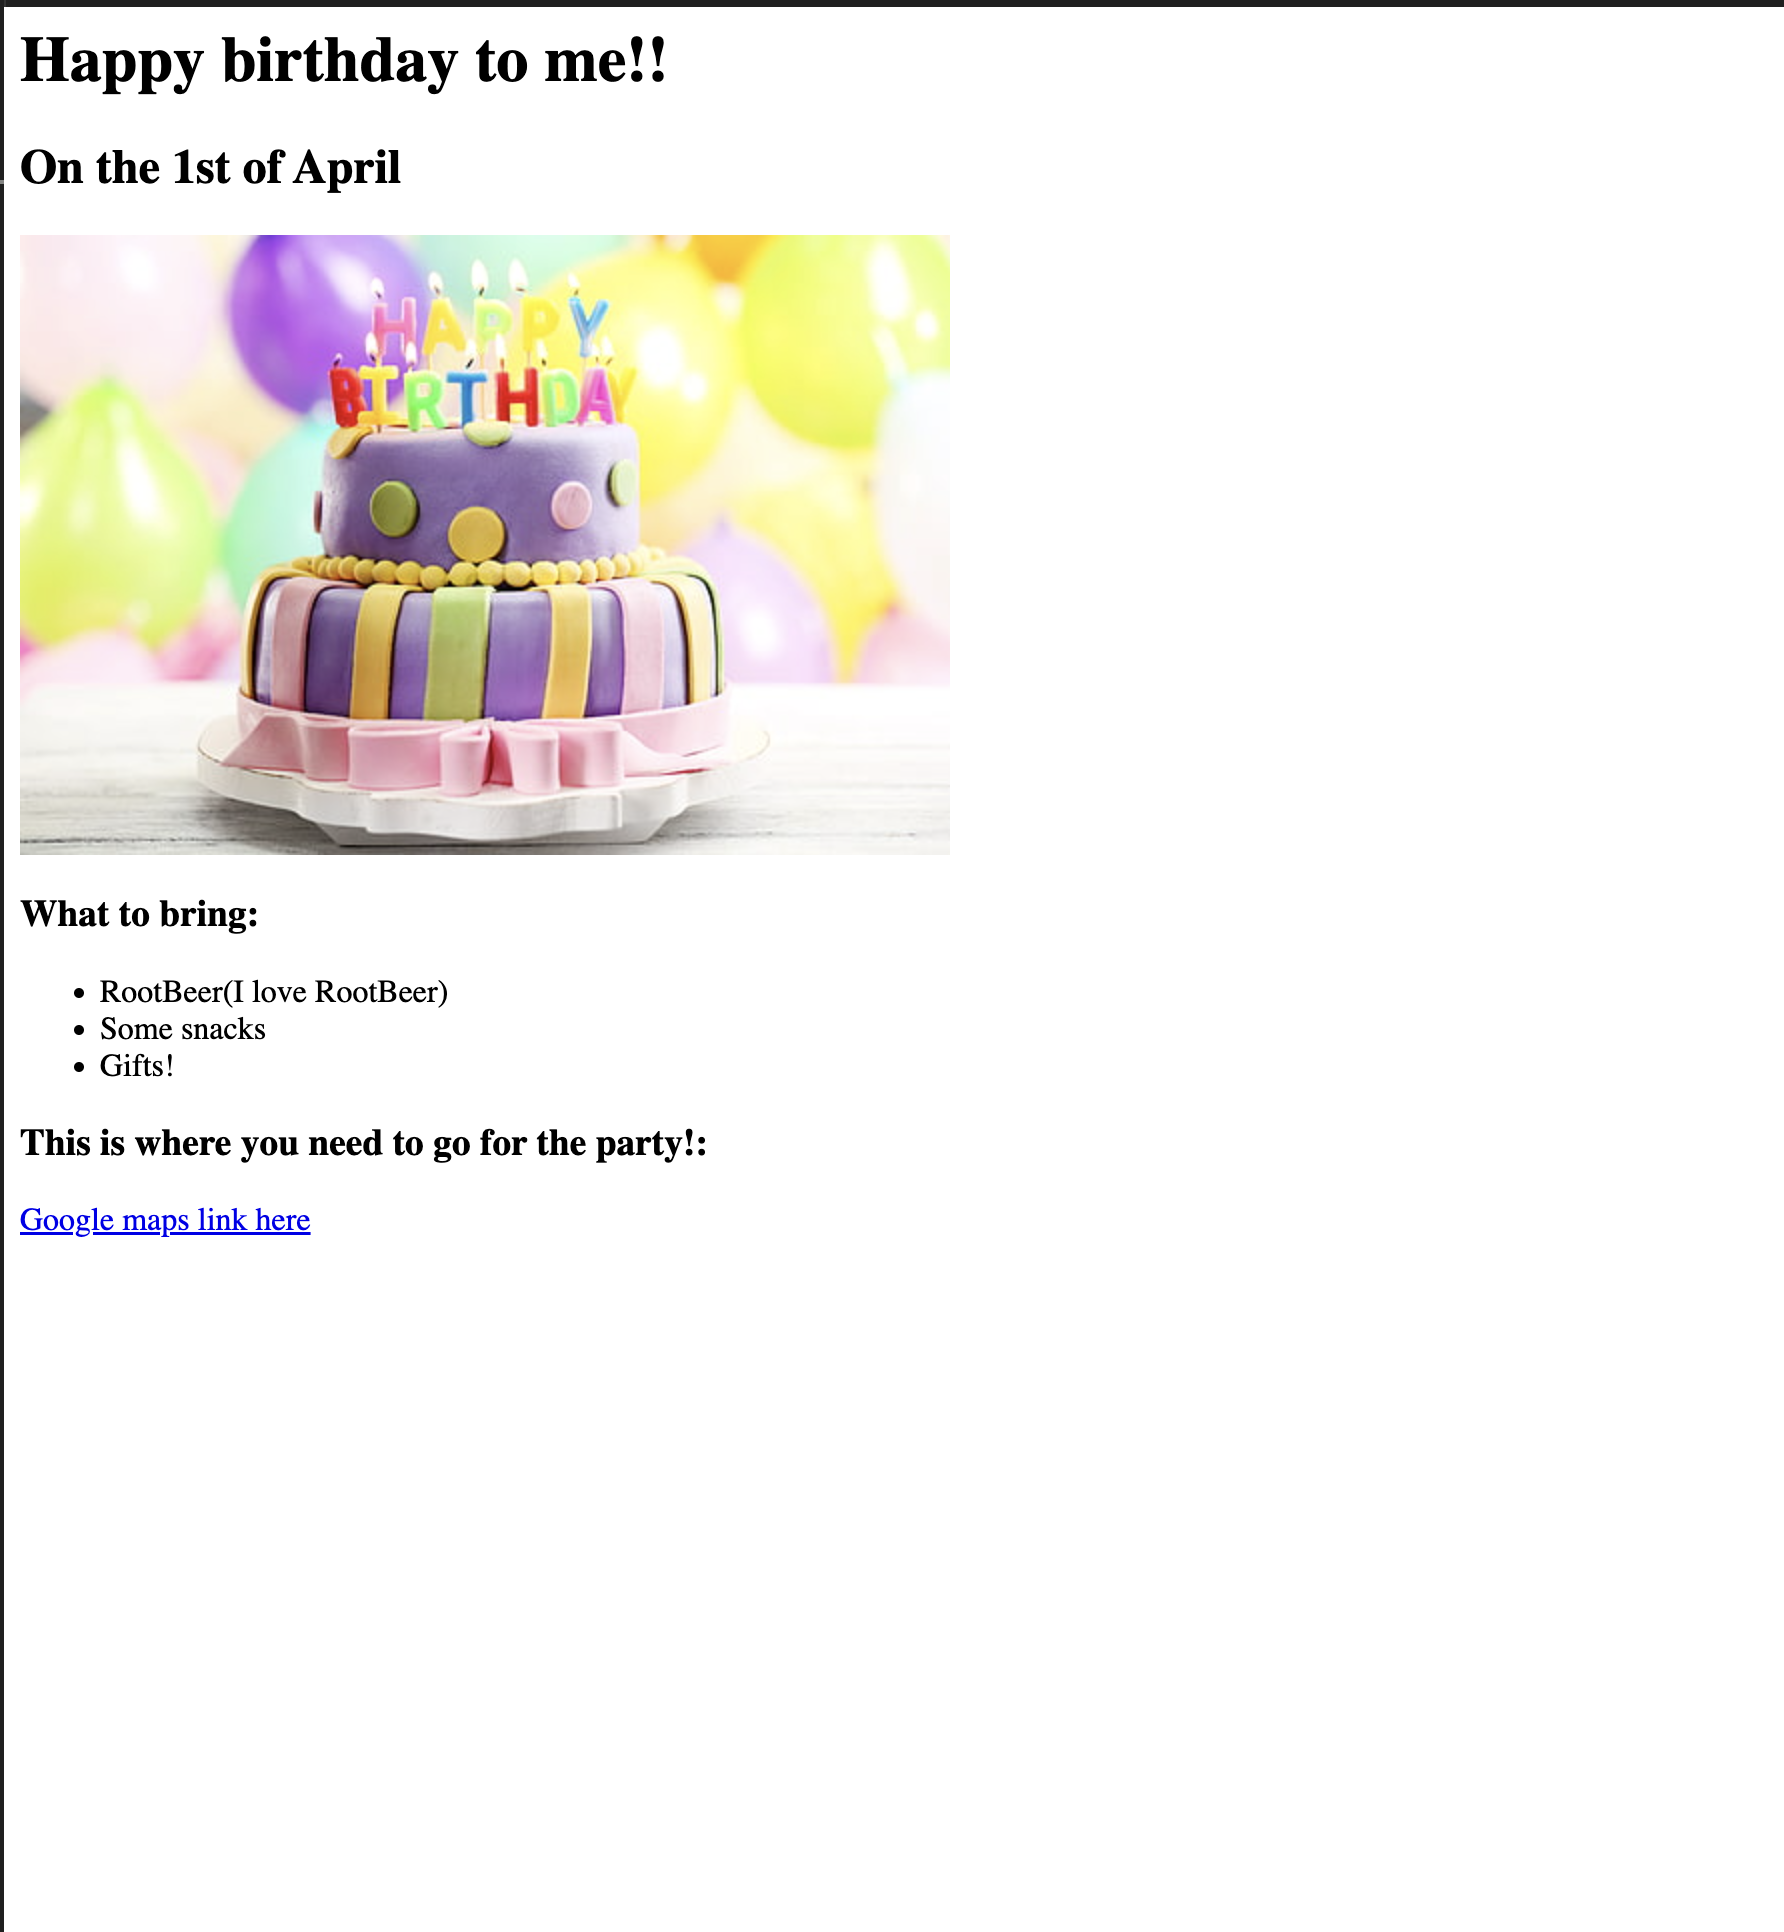 Happy birthday to me!!
On the 1st of April
HAPPY
BIRTHDAY
What to bring:
RootBeer(I love RootBeer)
Some snacks
Gifts!
This is where you need to go for the party!:
Google maps link here